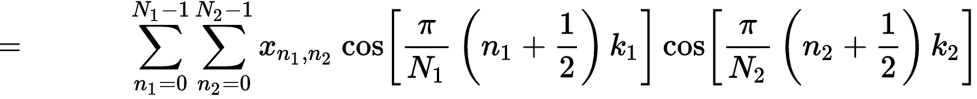 = \sum_{n_1=0}^{N_1-1} \sum_{n_2=0}^{N_2-1} x_{n_1,n_2} \cos\left[\frac{\pi}{N_1}\left(n_1+\frac{1}{2}\right)k_1\right] \cos\left[\frac{\pi}{N_2}\left(n_2+\frac{1}{2}\right)k_2\right]